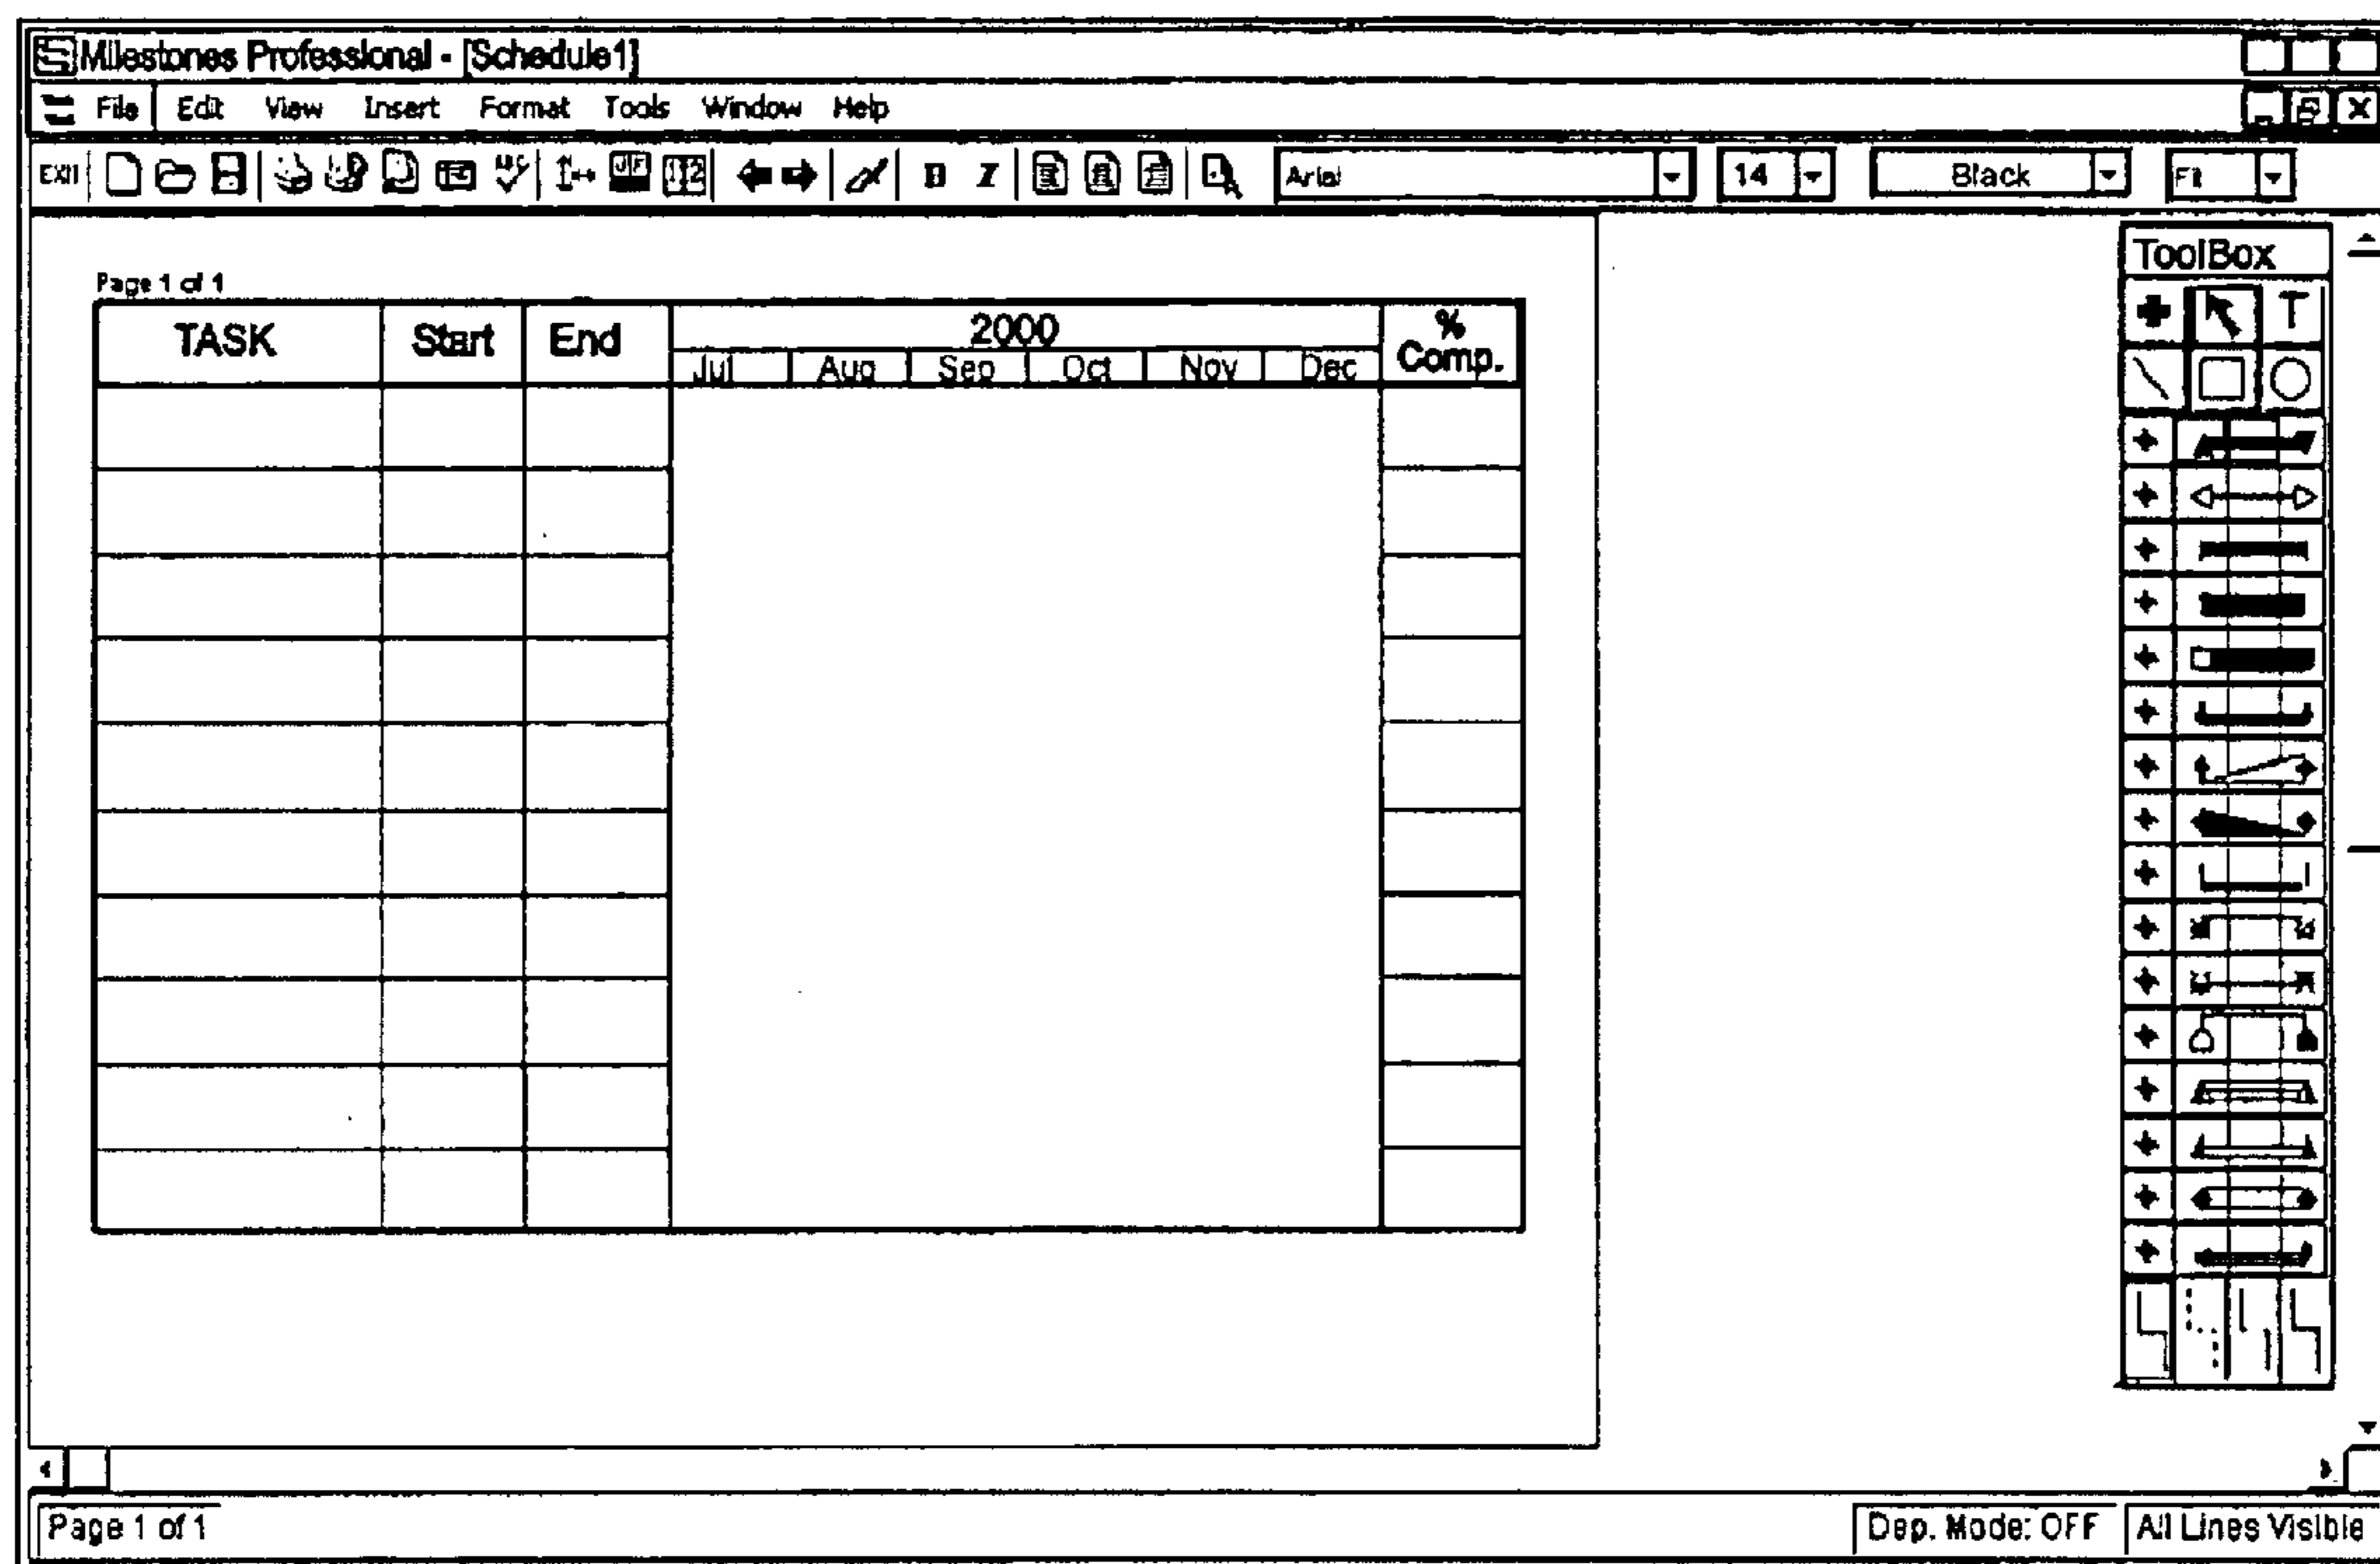 Milestones Professional - [Schedule1]
File Edit View Insert Format Tools Window Help
EXIT B I Arial 14 Black Fit
ToolBox
T
Page 1 of 1
TASK Start End 2000 % Comp.
Jul Aug Sep Oct Nov Dec
Page 1 of 1 Dep. Mode: OFF All Lines Visible